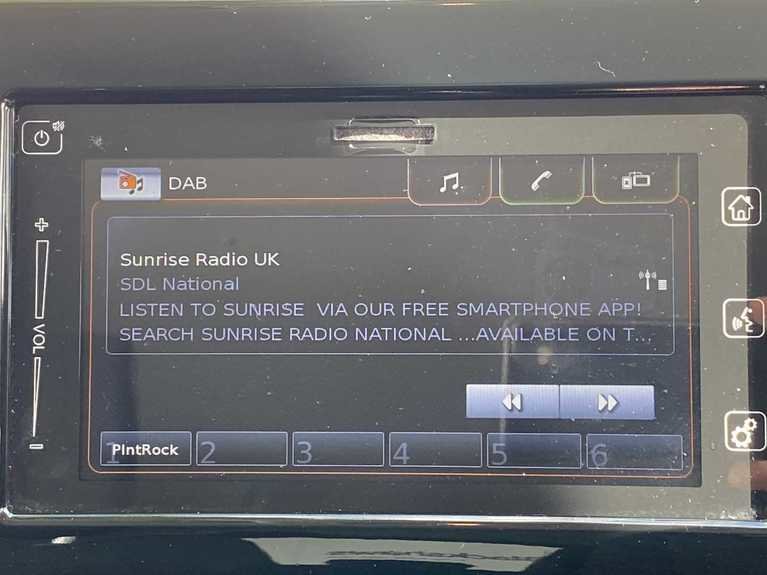 DAB
Sunrise Radio UK
SDL National
LISTEN TO SUNRISE VIA OUR FREE SMARTPHONE APP!
SEARCH SUNRISE RADIO NATIONAL ...AVAILABLE ON T...
VOL
1 PlntRock 2 3 4 5 6